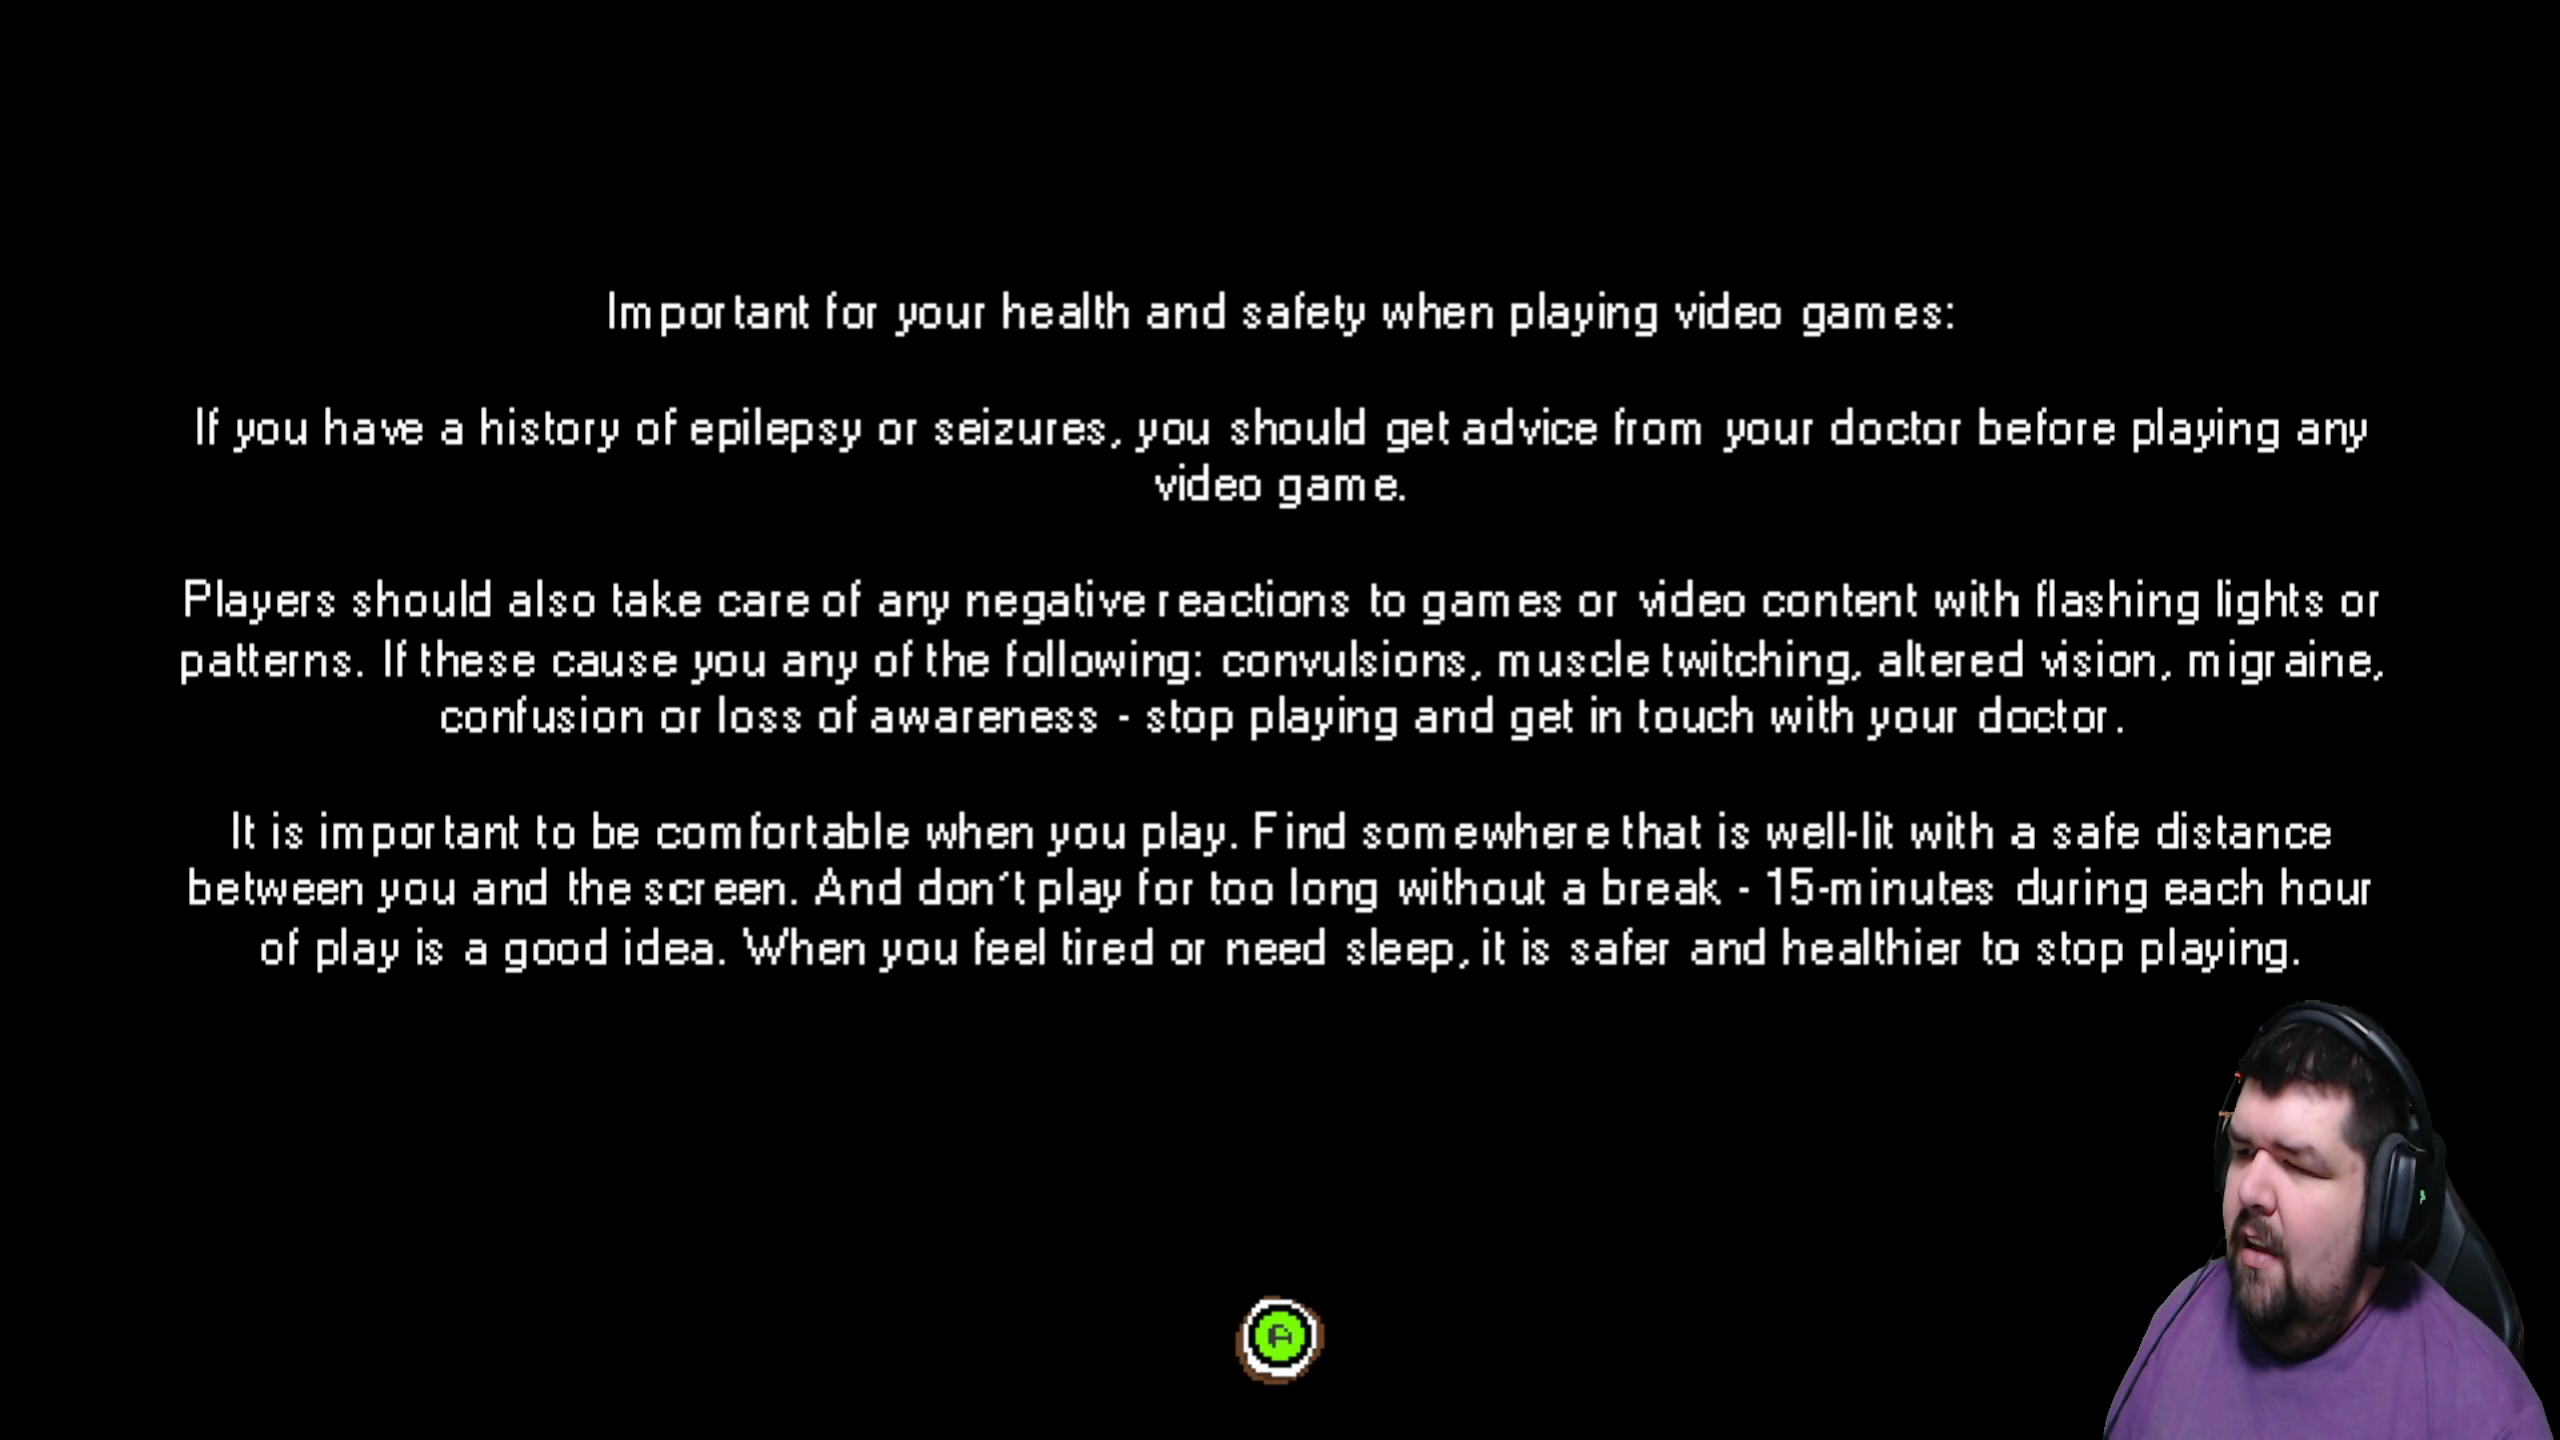 Important for your health and safety when playing video games:
If you have a history of epilepsy or seizures, you should get advice from your doctor before playing any
video game.
Players should also take care of any negative reactions to games or video content with flashing lights or
patterns. If these cause you any of the following: convulsions, muscle twitching, altered vision, migraine,
confusion or loss of awareness - stop playing and get in touch with your doctor.
It is important to be comfortable when you play. Find somewhere that is well-lit with a safe distance
between you and the screen. And don´t play for too long without a break - 15-minutes during each hour
of play is a good idea. When you feel tired or need sleep, it is safer and healthier to stop playing.
A